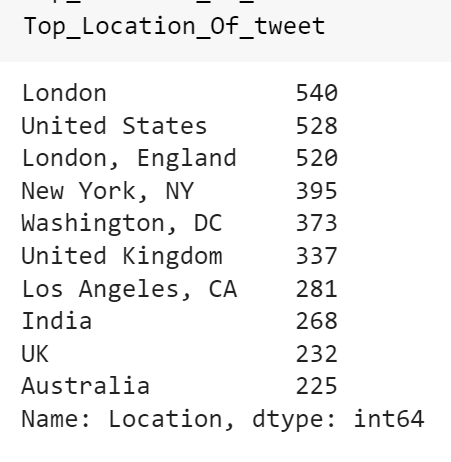 Top_Location_Of_tweet
London 540
United States 528
London, England 520
New York, NY 395
Washington, DC 373
United Kingdom 337
Los Angeles, CA 281
India 268
UK 232
Australia 225
Name: Location, dtype: int64